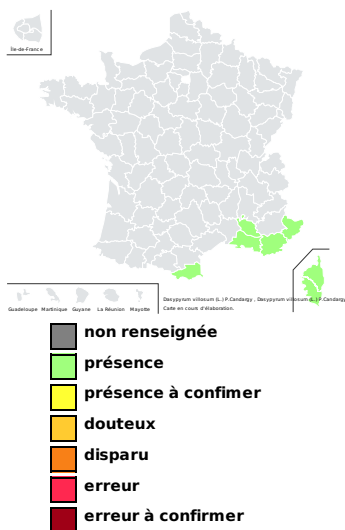 Île-de-France
Guadeloupe Martinique Guyane La Réunion Mayotte
Dasypyrum villosum (L.) P.Candargy , Dasypyrum villosum (L.) P.Candargy
Carte en cours d'élaboration.
non renseignée
présence
présence à confimer
douteux
disparu
erreur
erreur à confirmer